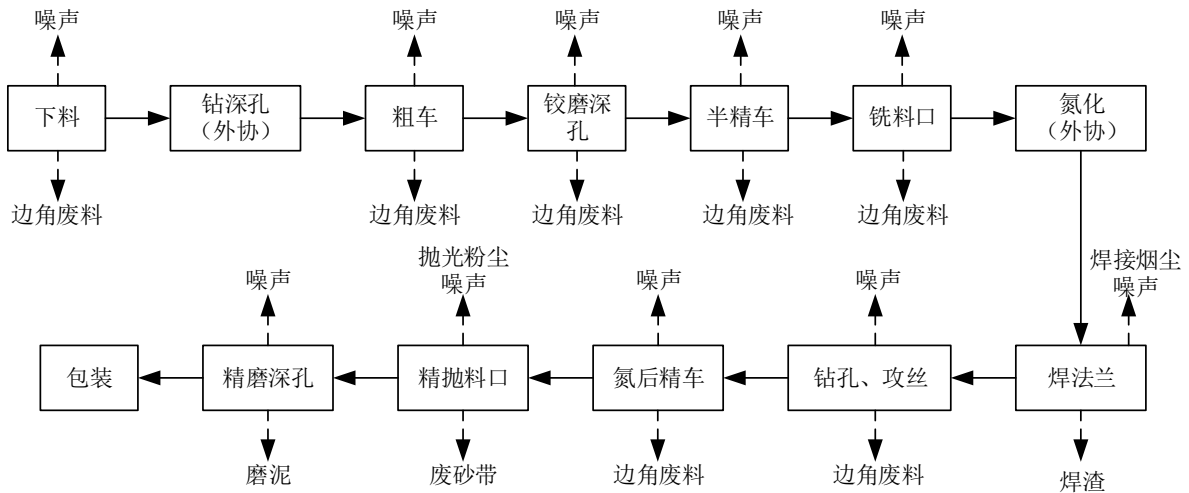 噪声
噪声
噪声
噪声
噪声
下料
钻深孔
（外协）
粗车
铰磨深
孔
半精车
铣料口
氮化
（外协）
边角废料
边角废料
边角废料
边角废料
边角废料
噪声
抛光粉尘
噪声
噪声
噪声
焊接烟尘
噪声
包装
精磨深孔
精抛料口
氮后精车
钻孔、攻丝
焊法兰
磨泥
废砂带
边角废料
边角废料
焊渣